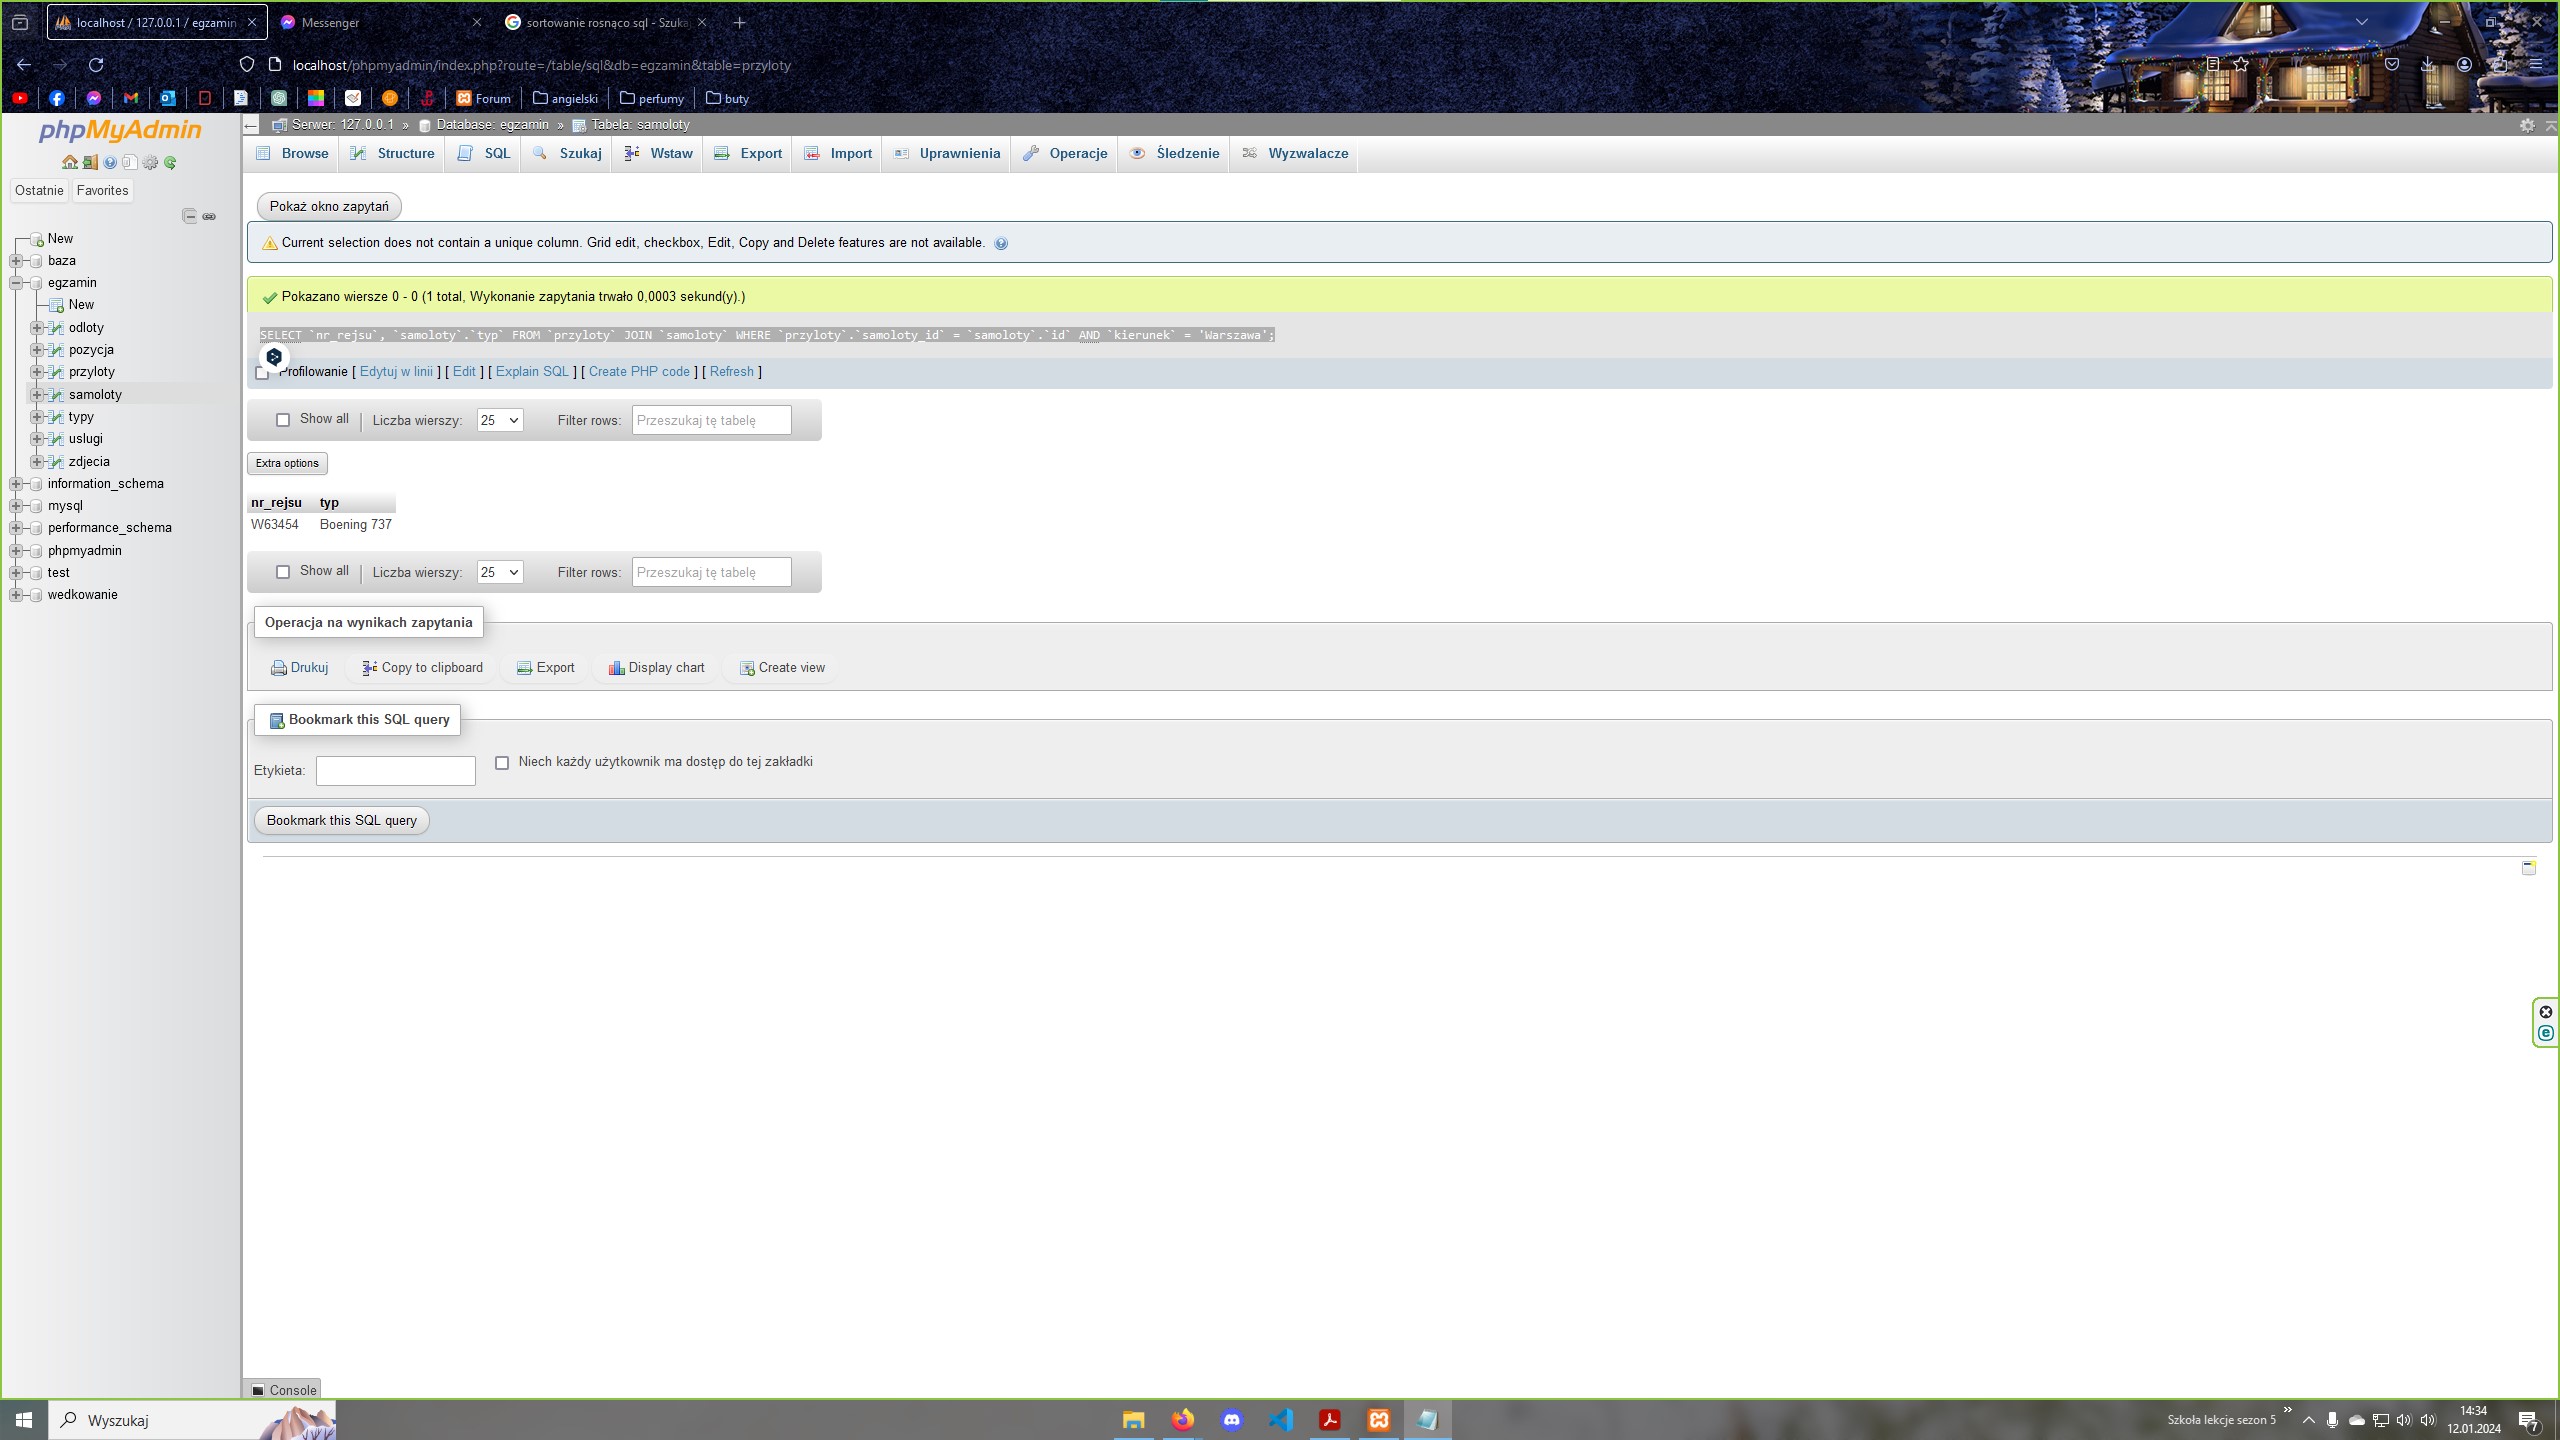 localhost / 127.0.0.1 / egzamin
Messenger
sortowanie rosnąco sql - Szuka
localhost/phpmyadmin/index.php?route=/table/sql&db=egzamin&table=przyloty
Forum
angielski
perfumy
buty
phpMyAdmin
Ostatnie
Favorites
New
baza
egzamin
New
odloty
pozycja
przyloty
samoloty
typy
uslugi
zdjecia
information_schema
mysql
performance_schema
phpmyadmin
test
wedkowanie
Serwer: 127.0.0.1 » Database: egzamin » Tabela: samoloty
Browse
Structure
SQL
Szukaj
Wstaw
Export
Import
Uprawnienia
Operacje
Śledzenie
Wyzwalacze
Pokaż okno zapytań
Current selection does not contain a unique column. Grid edit, checkbox, Edit, Copy and Delete features are not available.
Pokazano wiersze 0 - 0 (1 total, Wykonanie zapytania trwało 0,0003 sekund(y).)
SELECT `nr_rejsu`, `samoloty`.`typ` FROM `przyloty` JOIN `samoloty` WHERE `przyloty`.`samoloty_id` = `samoloty`.`id` AND `kierunek` = 'Warszawa';
Profilowanie [ Edytuj w linii ] [ Edit ] [ Explain SQL ] [ Create PHP code ] [ Refresh ]
Show all
Liczba wierszy:
25
Filter rows:
Przeszukaj tę tabelę
Extra options
nr_rejsu typ
W63454 Boening 737
Show all
Liczba wierszy:
25
Filter rows:
Przeszukaj tę tabelę
Operacja na wynikach zapytania
Drukuj
Copy to clipboard
Export
Display chart
Create view
Bookmark this SQL query
Etykieta:
Niech każdy użytkownik ma dostęp do tej zakładki
Bookmark this SQL query
Console
Wyszukaj
Szkoła lekcje sezon 5
14:34
12.01.2024
7